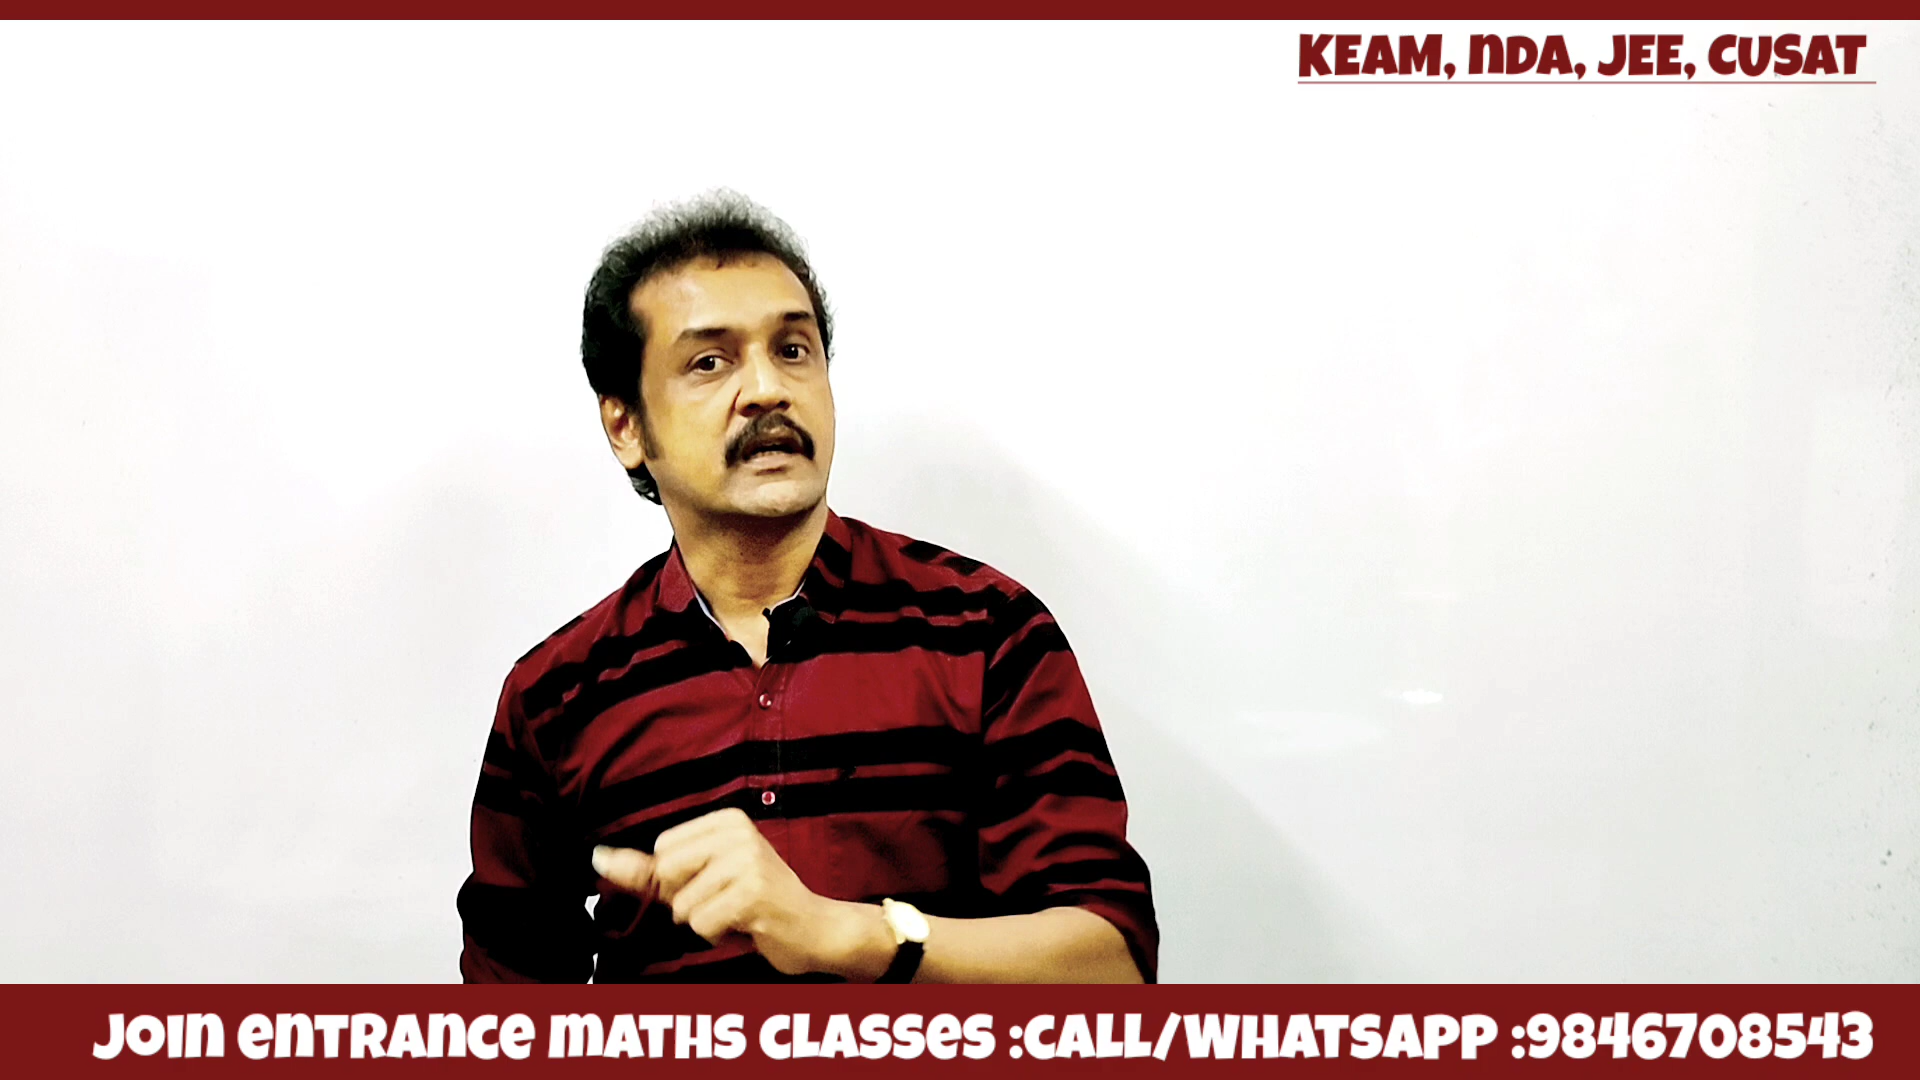 KEAM, NDA, JEE, CUSAT
JOIN ENTRANCE MATHS CLASSES :CALL/WHATSAPP :9846708543